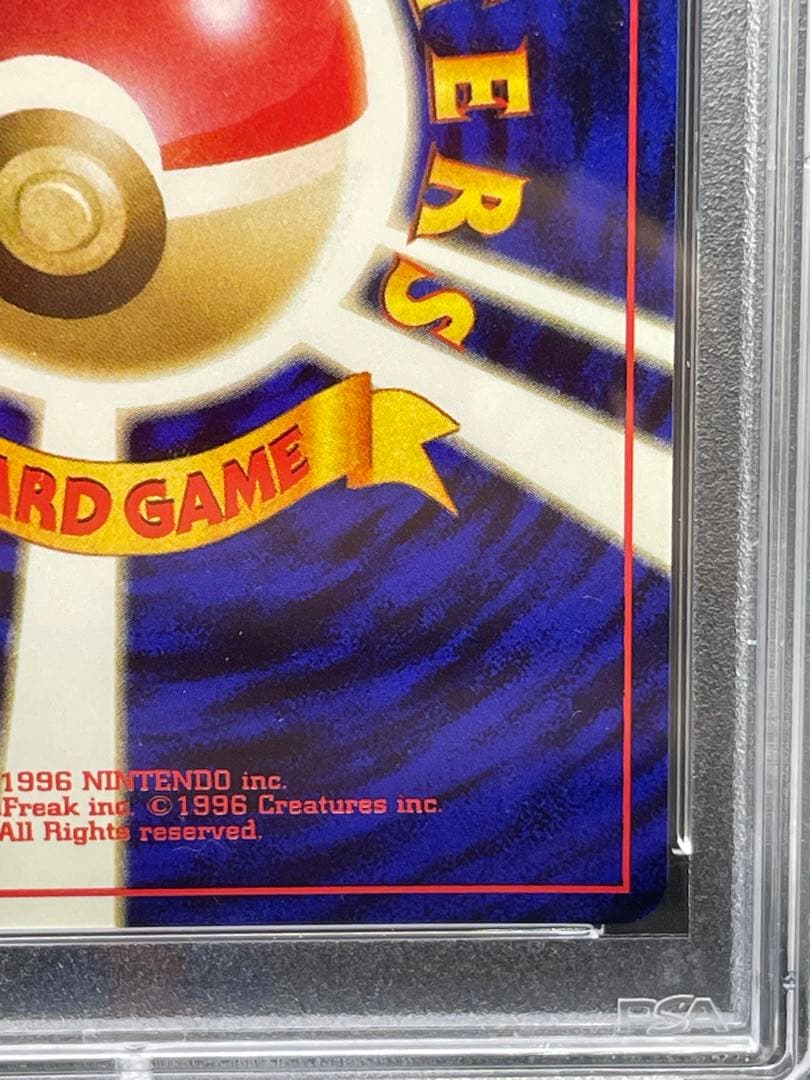 ERS
ARD GAME
1996 NINTENDO inc.
Freak inc. ©1996 Creatures inc.
All Rights reserved.
PSA